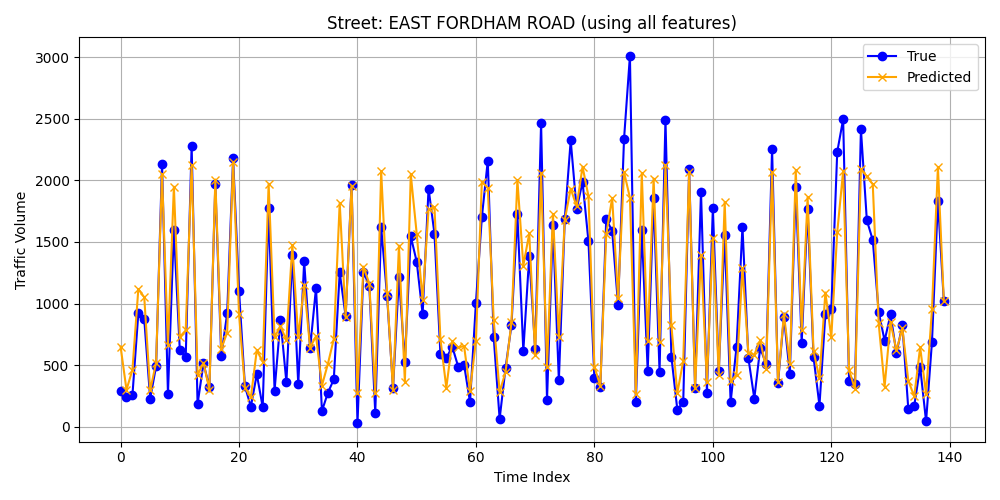 Street: EAST FORDHAM ROAD (using all features)
True
Predicted
Traffic Volume
3000
2500
2000
1500
1000
500
0
0 20 40 60 80 100 120 140
Time Index